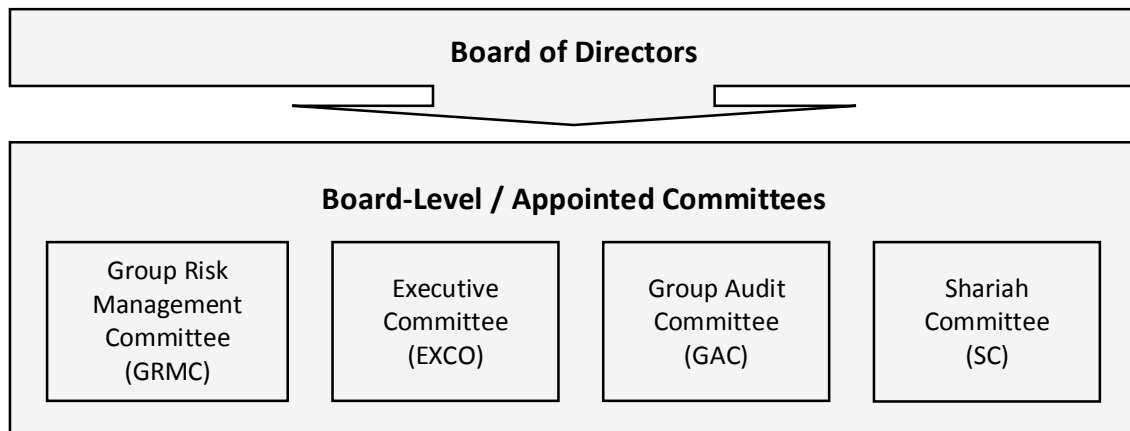 Board of Directors
Board-Level / Appointed Committees
Group Risk
Management
Committee
(GRMC)
Executive
Committee
(EXCO)
Group Audit
Committee
(GAC)
Shariah
Committee
(SC)